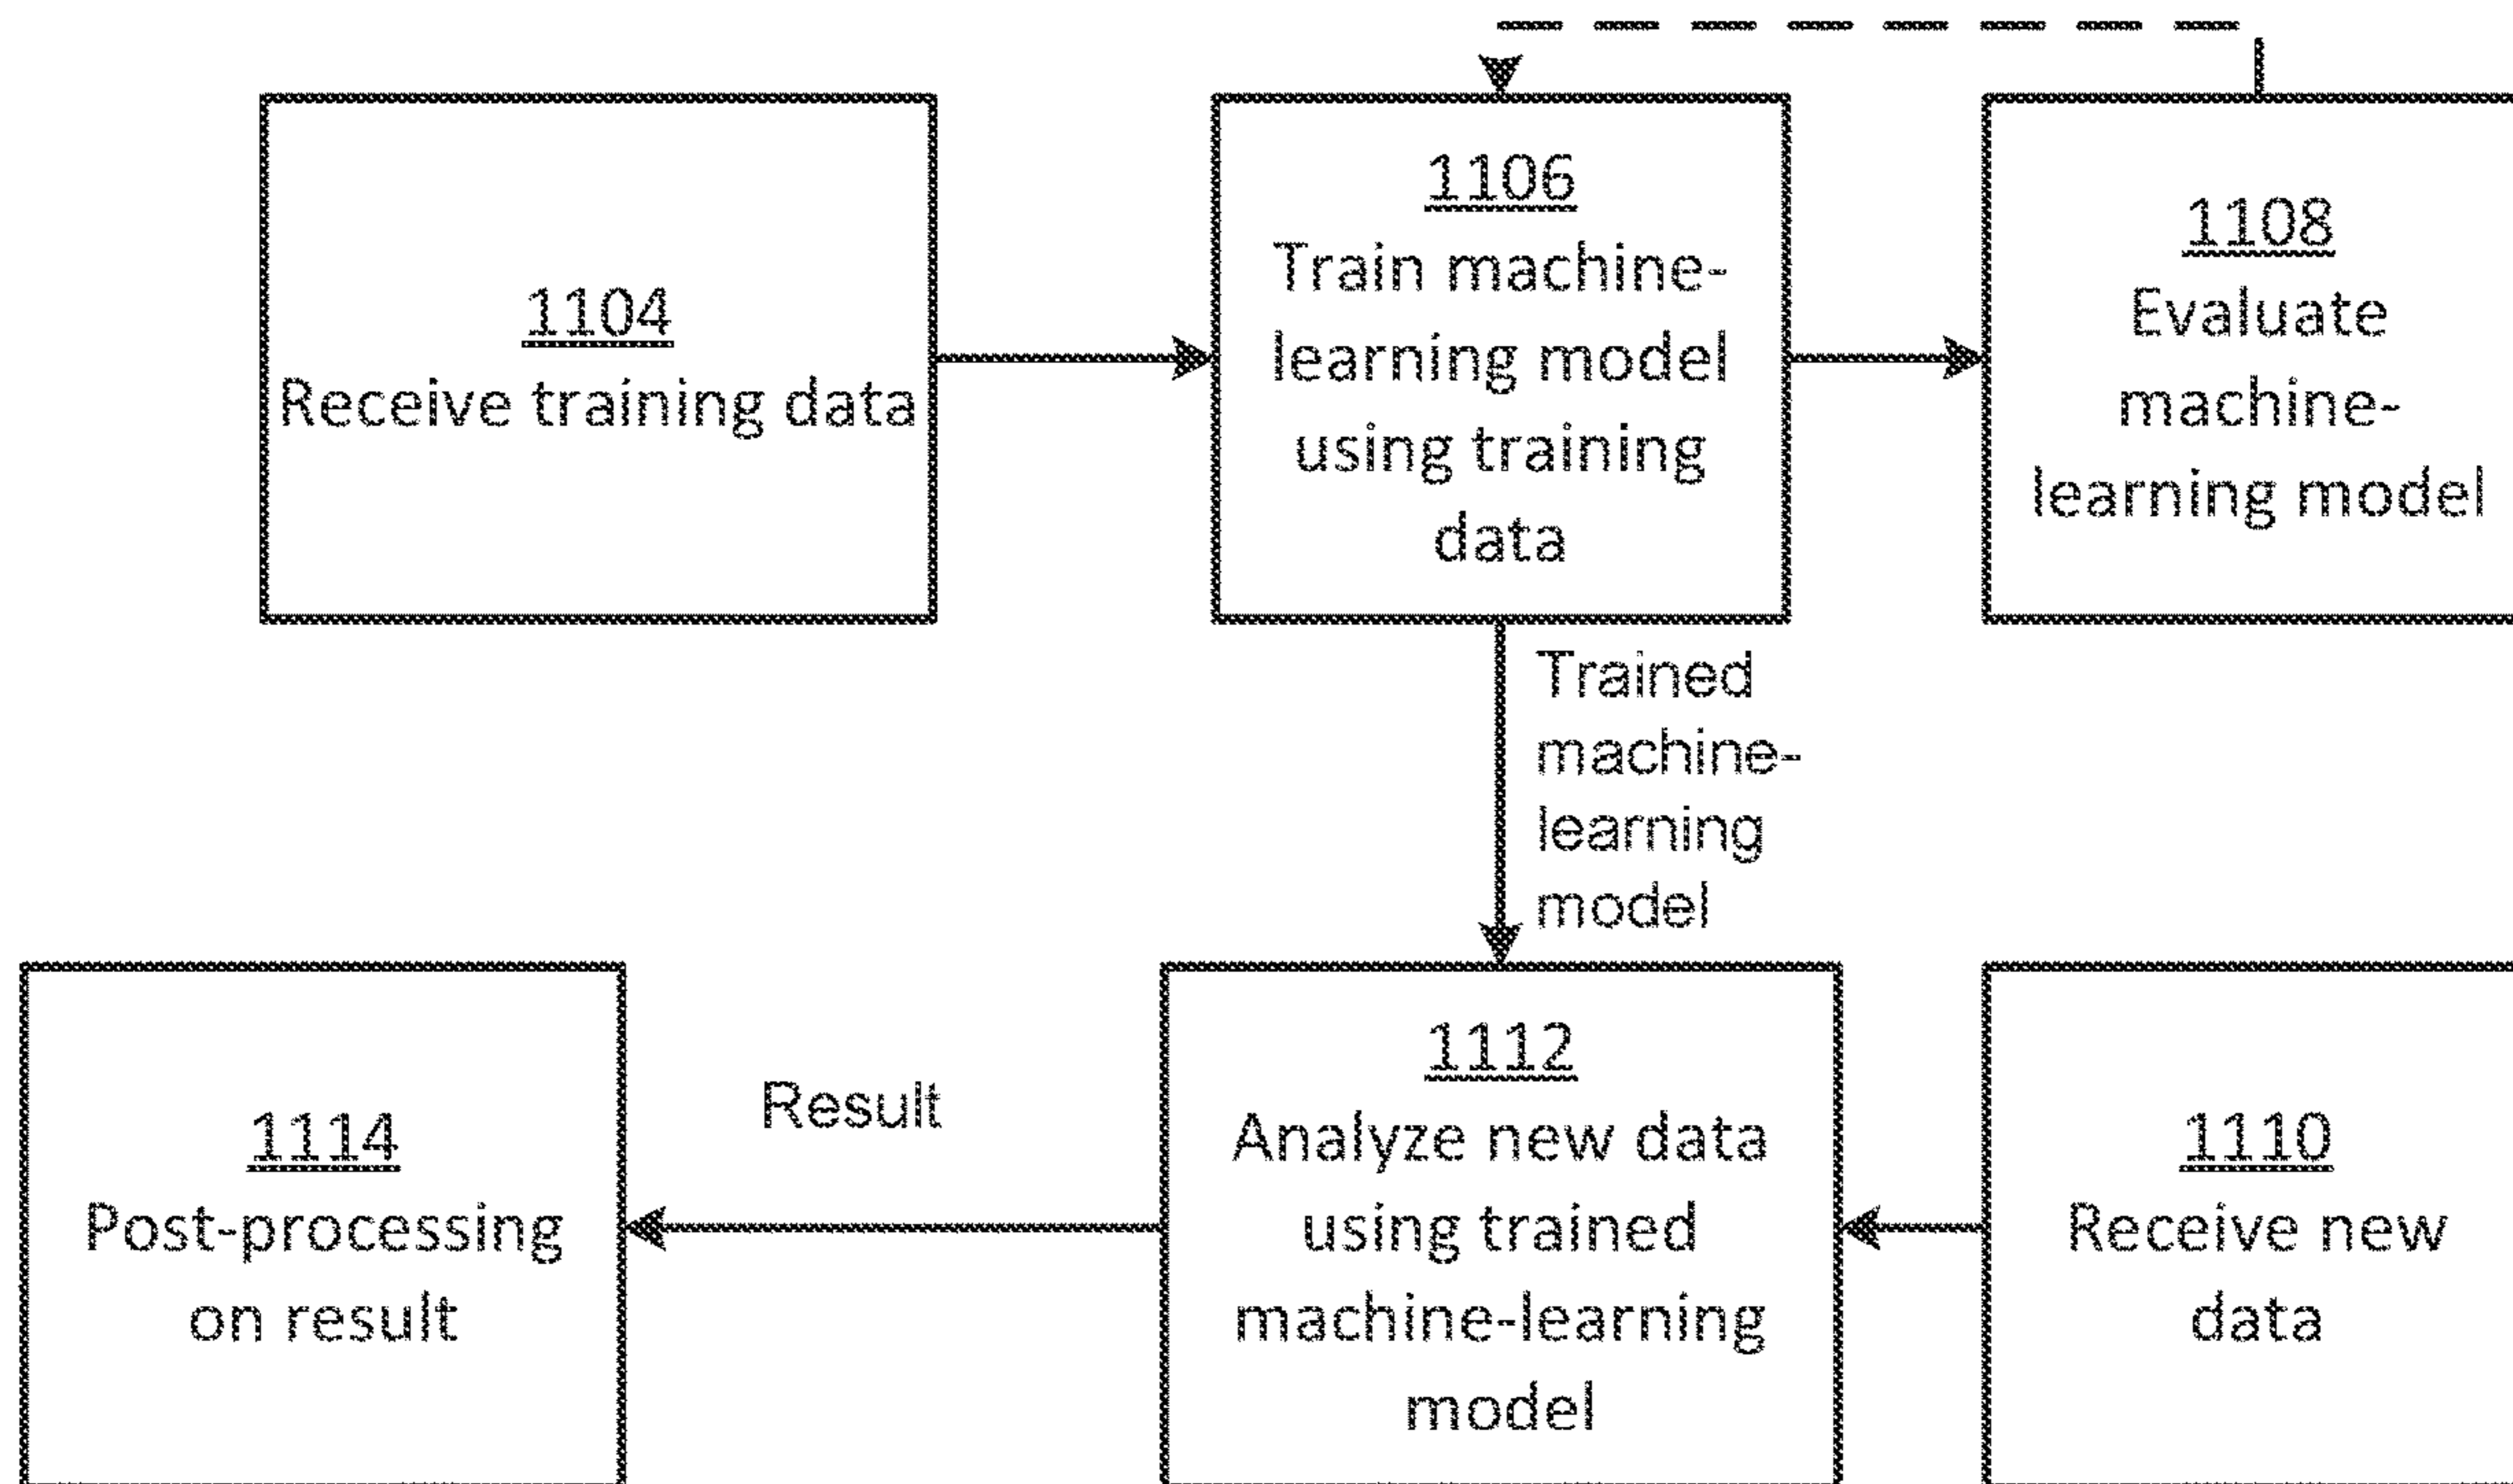 1104
Receive training data
1106
Train machine-
learning model
using training
data
1108
Evaluate
machine-
learning model
Trained
machine-
learning
model
1114
Post-processing
on result
Result
1112
Analyze new data
using trained
machine-learning
model
1110
Receive new
data